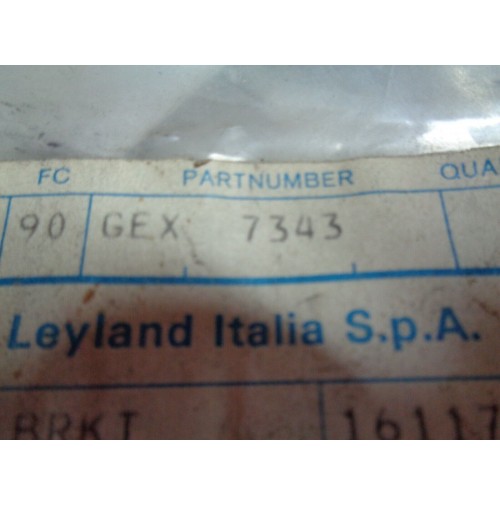 FC PARTNUMBER QUA
90 GEX 7343
Leyland Italia S.p.A.
BRKT 16117